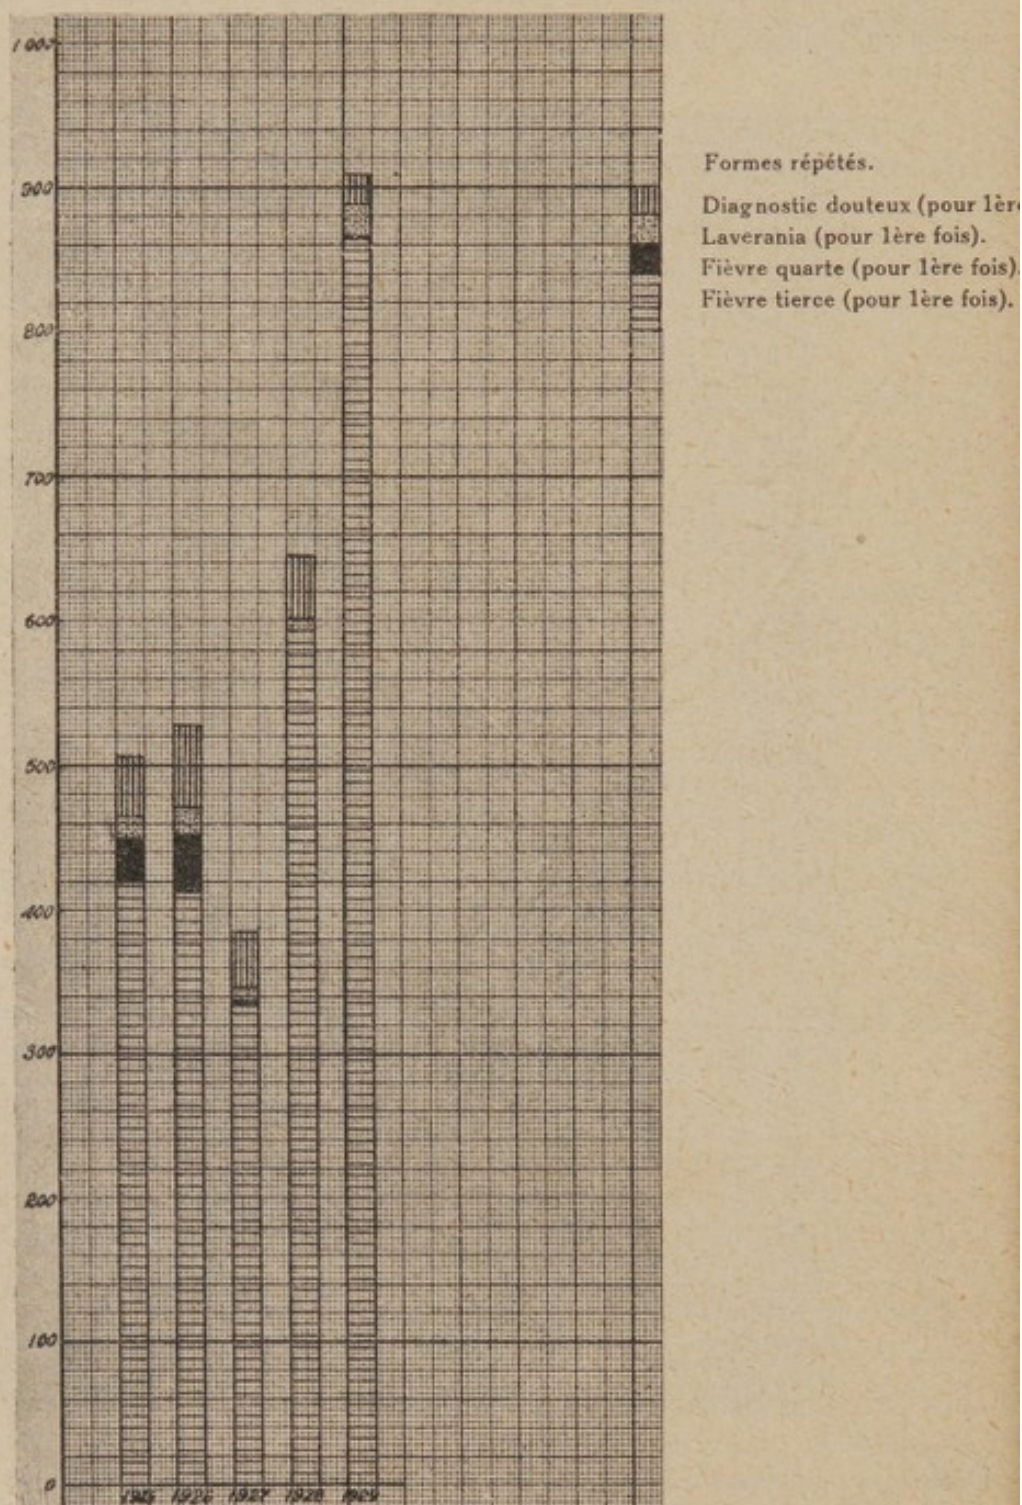 1000
900
800
700
600
500
400
300
200
100
0
1925 1926 1927 1928 1929
Formes répétés.
Diagnostic douteux (pour 1ère
Laverania (pour 1ère fois).
Fièvre quarte (pour 1ère fois).
Fièvre tierce (pour 1ère fois).